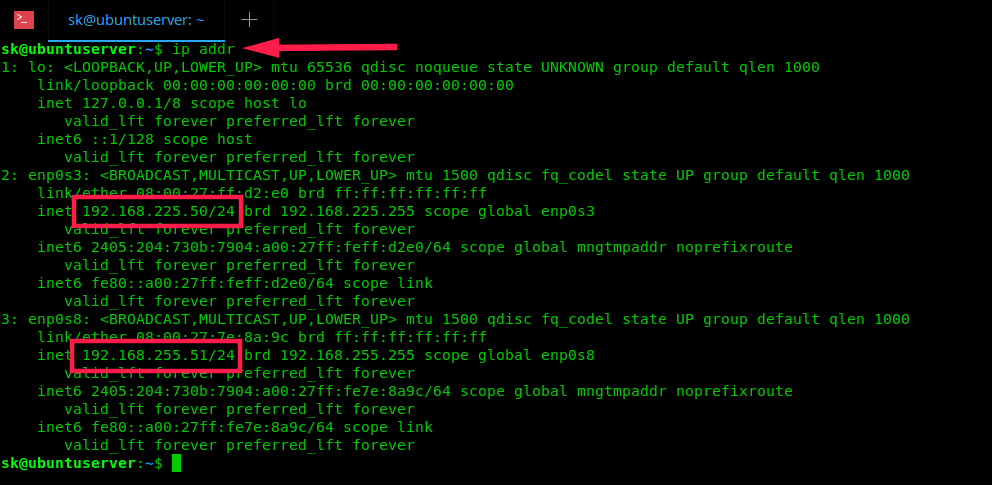 sk@ubuntuserver: ~
sk@ubuntuserver:~$ ip addr
1: lo: <LOOPBACK,UP,LOWER_UP> mtu 65536 qdisc noqueue state UNKNOWN group default qlen 1000
link/loopback 00:00:00:00:00:00 brd 00:00:00:00:00:00
inet 127.0.0.1/8 scope host lo
valid_lft forever preferred_lft forever
inet6 ::1/128 scope host
valid_lft forever preferred_lft forever
2: enp0s3: <BROADCAST,MULTICAST,UP,LOWER_UP> mtu 1500 qdisc fq_codel state UP group default qlen 1000
link/ether 08:00:27:ff:d2:e0 brd ff:ff:ff:ff:ff:ff
inet 192.168.225.50/24 brd 192.168.225.255 scope global enp0s3
valid_lft forever preferred_lft forever
inet6 2405:204:730b:7904:a00:27ff:feff:d2e0/64 scope global mngtmpaddr noprefixroute
valid_lft forever preferred_lft forever
inet6 fe80::a00:27ff:feff:d2e0/64 scope link
valid_lft forever preferred_lft forever
3: enp0s8: <BROADCAST,MULTICAST,UP,LOWER_UP> mtu 1500 qdisc fq_codel state UP group default qlen 1000
link/ether 08:00:27:7e:8a:9c brd ff:ff:ff:ff:ff:ff
inet 192.168.255.51/24 brd 192.168.255.255 scope global enp0s8
valid_lft forever preferred_lft forever
inet6 2405:204:730b:7904:a00:27ff:fe7e:8a9c/64 scope global mngtmpaddr noprefixroute
valid_lft forever preferred_lft forever
inet6 fe80::a00:27ff:fe7e:8a9c/64 scope link
valid_lft forever preferred_lft forever
sk@ubuntuserver:~$